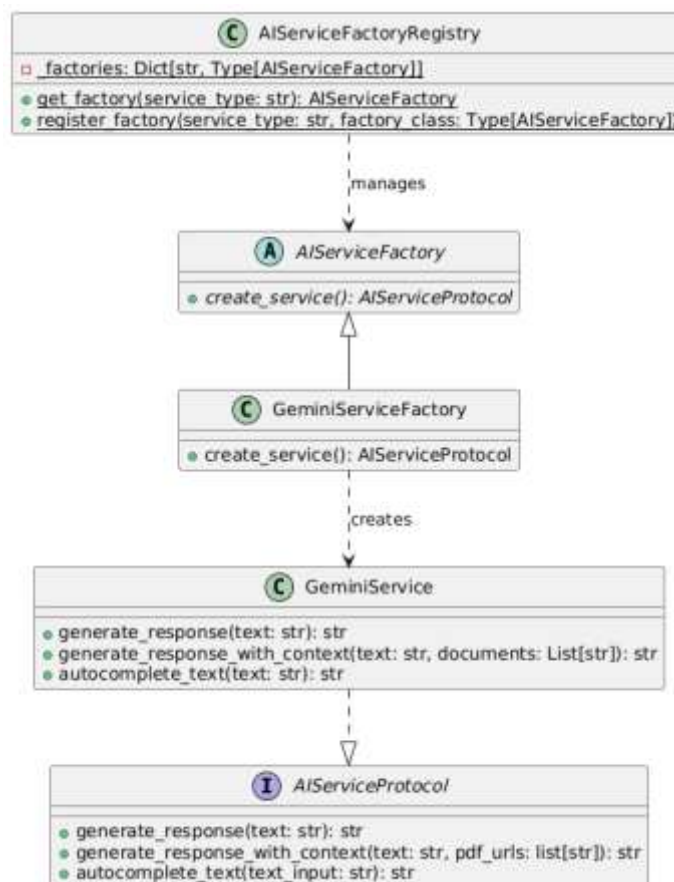 C AIServiceFactoryRegistry
_factories: Dict[str, Type[AIServiceFactory]]
get_factory(service_type: str): AIServiceFactory
register_factory(service_type: str, factory_class: Type[AIServiceFactory])
manages
A AIServiceFactory
create_service(): AIServiceProtocol
C GeminiServiceFactory
create_service(): AIServiceProtocol
creates
C GeminiService
generate_response(text: str): str
generate_response_with_context(text: str, documents: List[str]): str
autocomplete_text(text: str): str
I AIServiceProtocol
generate_response(text: str): str
generate_response_with_context(text: str, pdf_urls: list[str]): str
autocomplete_text(text_input: str): str